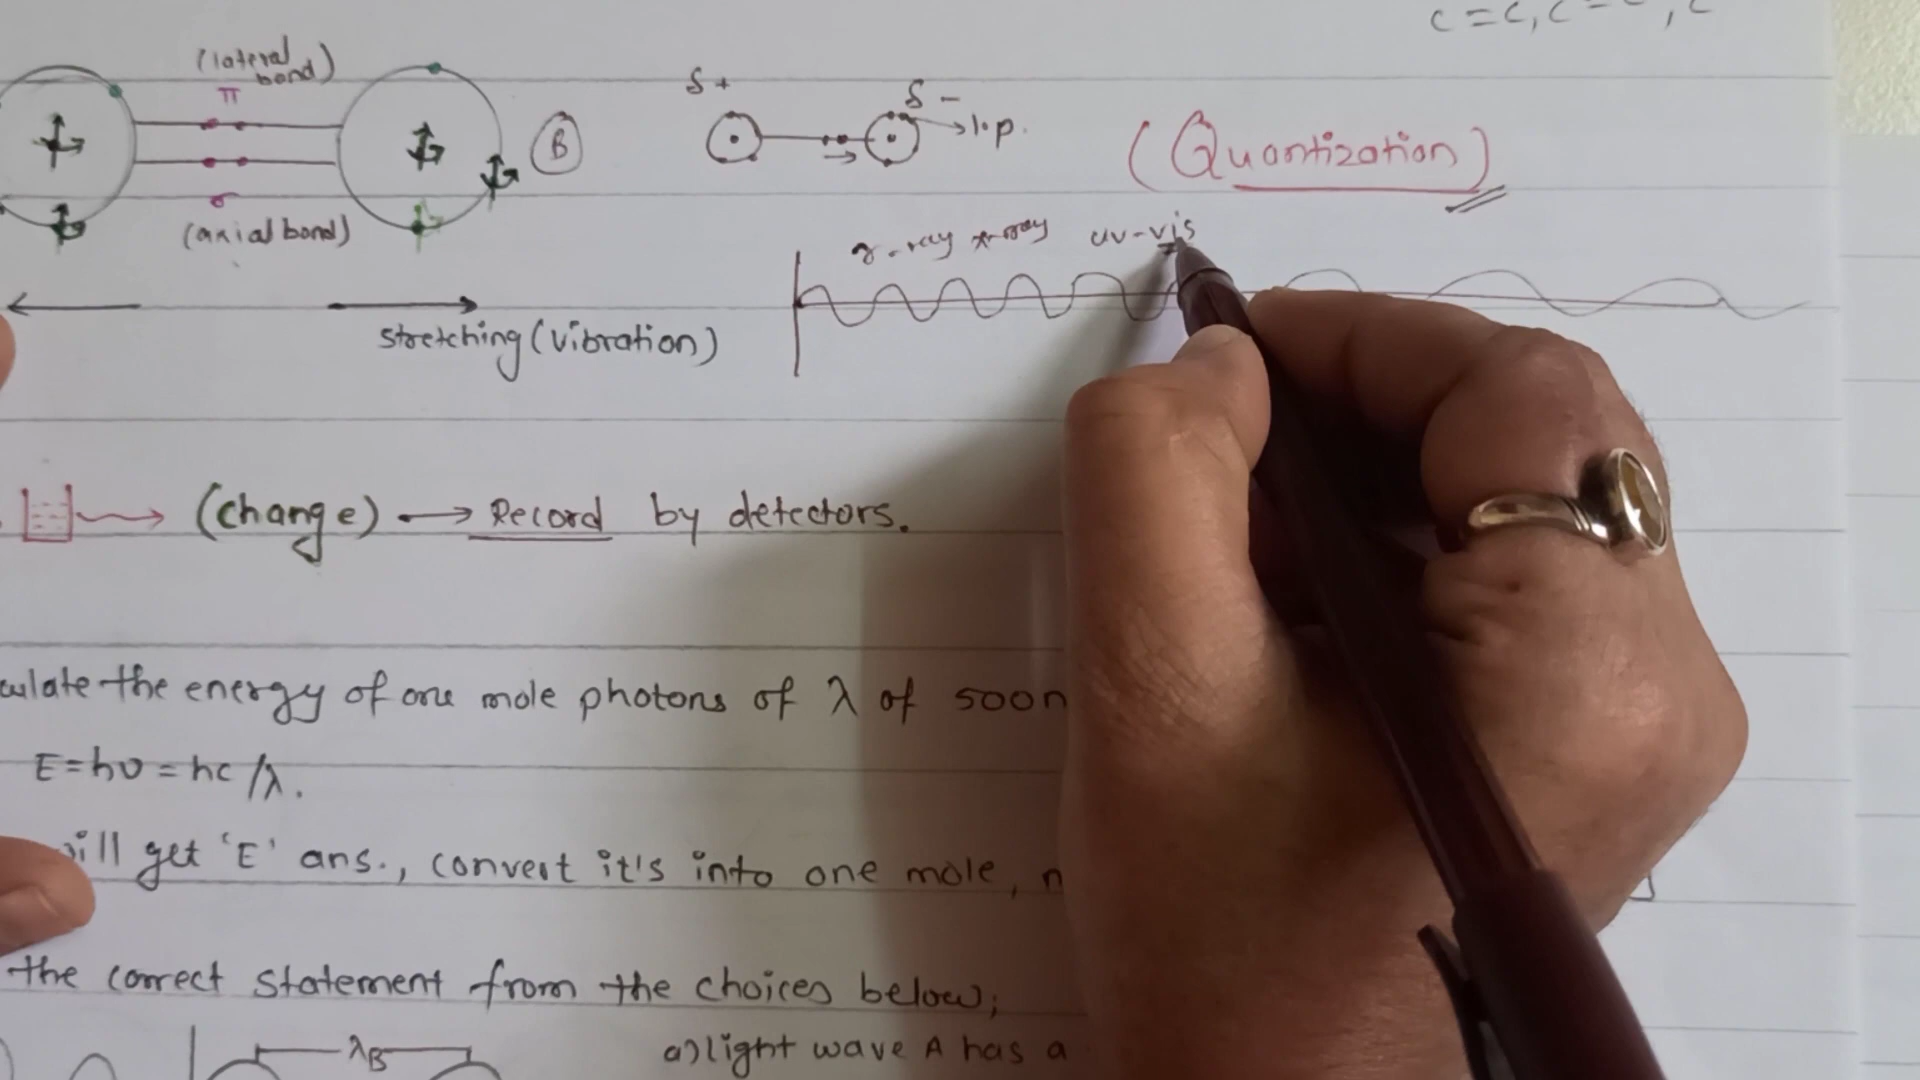 (lateral
bond)
π
σ
(axial bond)
B
δ+
δ-
l.p.
(Quantization)
γ-ray x-ray uv-vis
stretching (vibration)
(change) → Record by detectors.
culate the energy of one mole photons of λ of 500n
E=hυ=hc/λ.
will get 'E' ans., convert it's into one mole, n
the correct statement from the choices below;
λB
a) light wave A has a